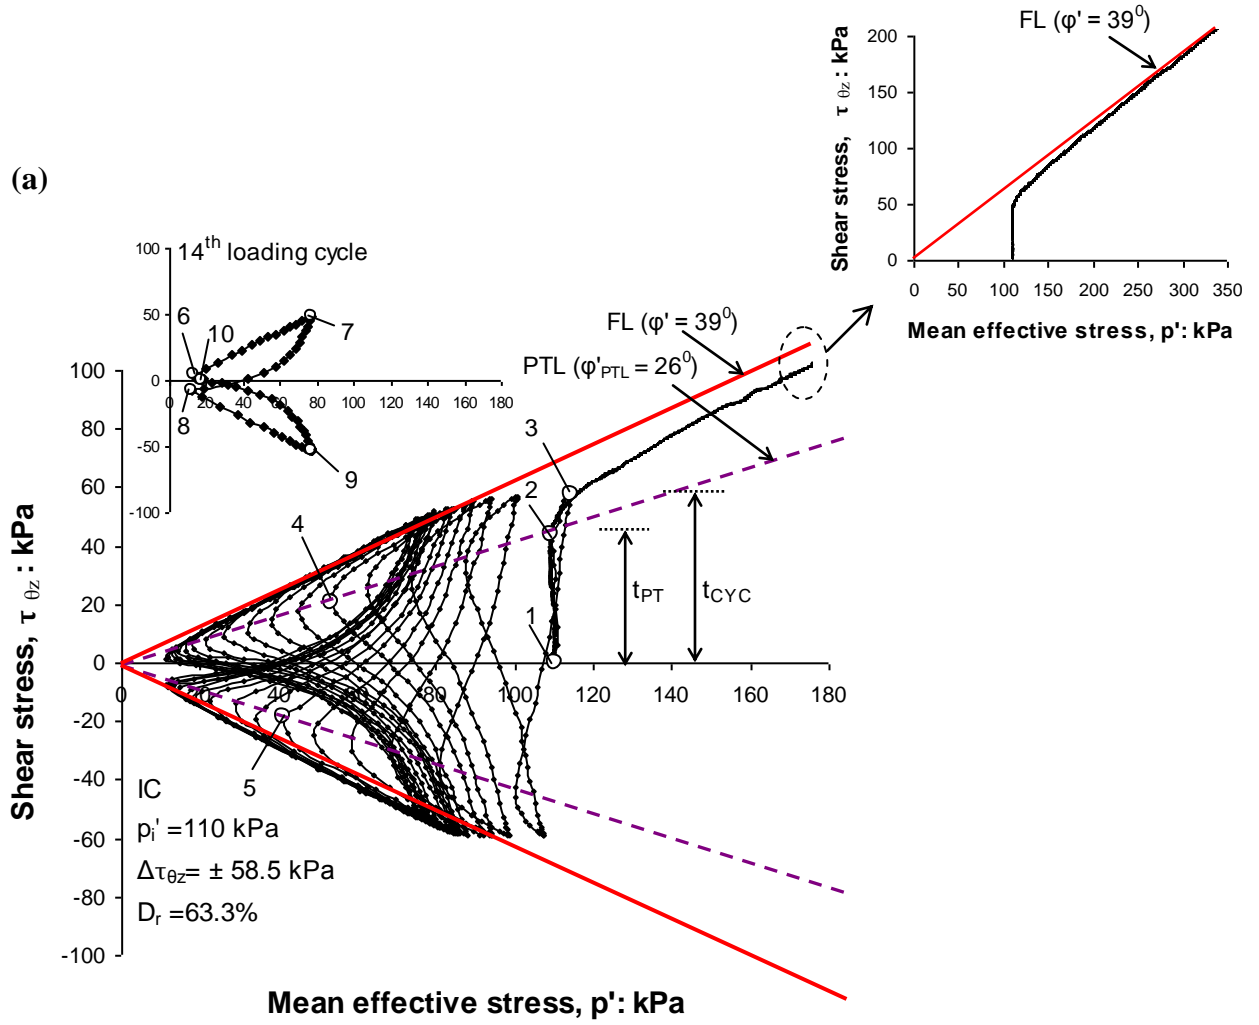 FL (φ' = 39⁰)
200
150
100
50
0
0 50 100 150 200 250 300 350
Shear stress, τ θz : kPa
Mean effective stress, p': kPa
(a)
14th loading cycle
100
50
0
-50
-100
0 20 40 60 80 100 120 140 160 180
6
10
7
8
9
FL (φ' = 39⁰)
PTL (φ'PTL = 26⁰)
100
80
60
40
20
0
-20
-40
-60
-80
-100
0 20 40 60 80 100 120 140 160 180
3
2
4
1
5
tPT
tCYC
IC
pi' =110 kPa
Δτθz= ± 58.5 kPa
Dr =63.3%
Shear stress, τ θz : kPa
Mean effective stress, p': kPa